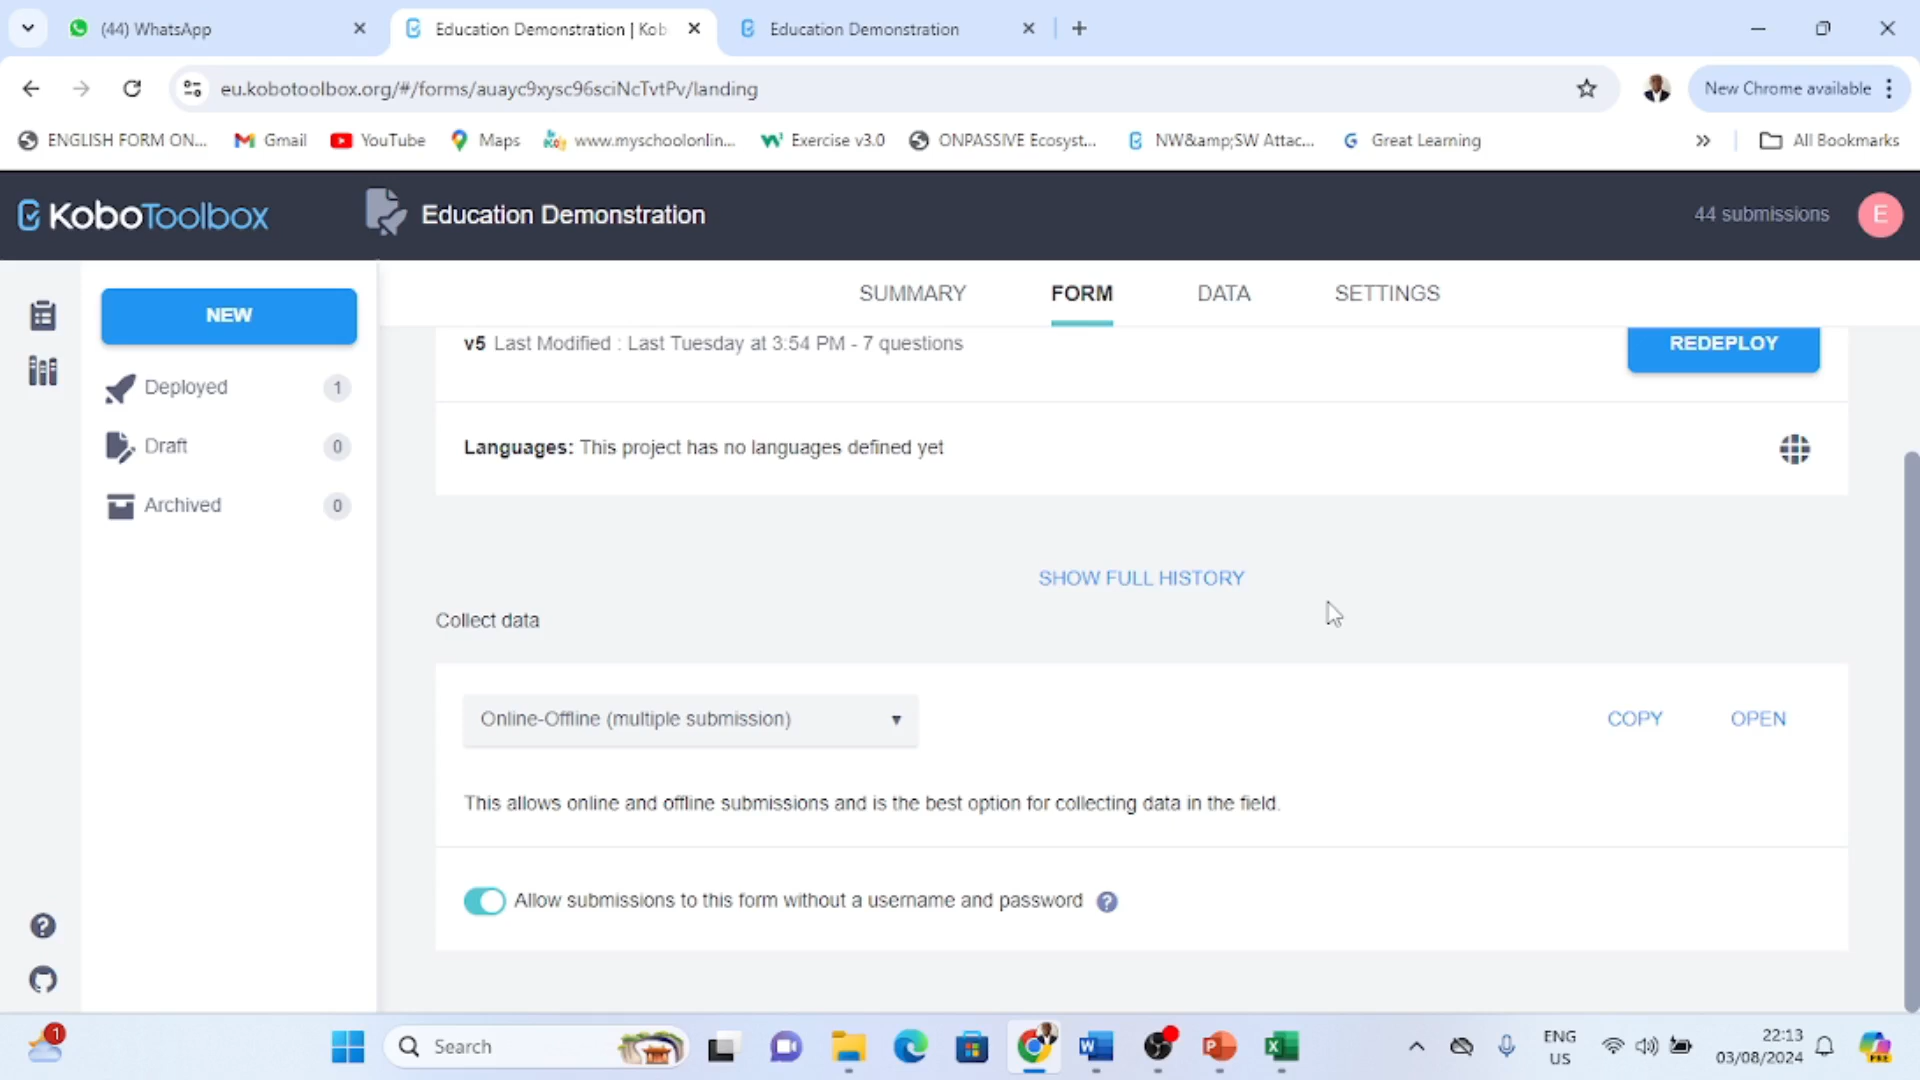 (44) WhatsApp
Education Demonstration | Kob
Education Demonstration
eu.kobotoolbox.org/#/forms/auayc9xysc96sciNcTvtPv/landing
New Chrome available
ENGLISH FORM ON...
Gmail
YouTube
Maps
www.myschoolonlin...
Exercise v3.0
ONPASSIVE Ecosyst...
NW&amp;SW Attac...
Great Learning
All Bookmarks
KoboToolbox
Education Demonstration
44 submissions
E
NEW
SUMMARY
FORM
DATA
SETTINGS
v5 Last Modified : Last Tuesday at 3:54 PM - 7 questions
REDEPLOY
Deployed 1
Draft 0
Archived 0
Languages: This project has no languages defined yet
SHOW FULL HISTORY
Collect data
Online-Offline (multiple submission)
COPY
OPEN
This allows online and offline submissions and is the best option for collecting data in the field.
Allow submissions to this form without a username and password
1
Search
ENG
US
22:13
03/08/2024
PRE